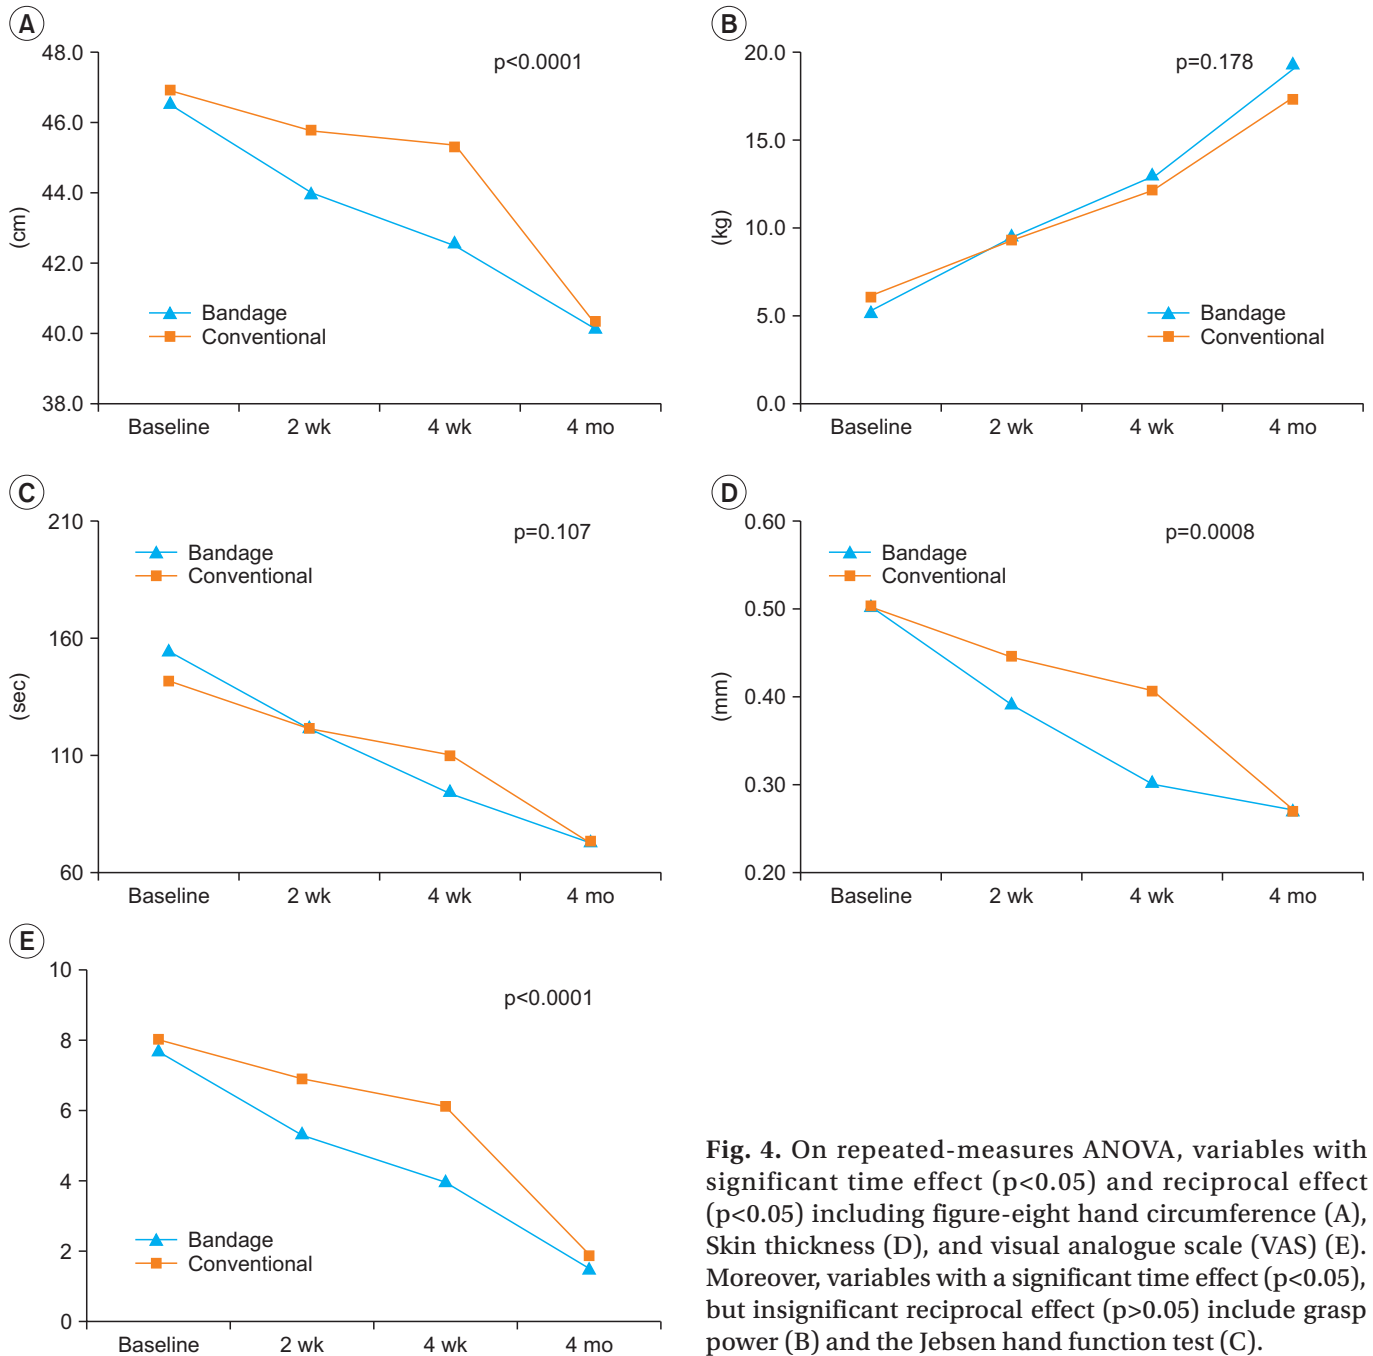 A
48.0
46.0
44.0
42.0
40.0
38.0
(cm)
p<0.0001
Bandage
Conventional
Baseline 2 wk 4 wk 4 mo
B
20.0
15.0
10.0
5.0
0.0
(kg)
p=0.178
Bandage
Conventional
Baseline 2 wk 4 wk 4 mo
C
210
160
110
60
(sec)
p=0.107
Bandage
Conventional
Baseline 2 wk 4 wk 4 mo
D
0.60
0.50
0.40
0.30
0.20
(mm)
p=0.0008
Bandage
Conventional
Baseline 2 wk 4 wk 4 mo
E
10
8
6
4
2
0
p<0.0001
Bandage
Conventional
Baseline 2 wk 4 wk 4 mo
Fig. 4. On repeated-measures ANOVA, variables with
significant time effect (p<0.05) and reciprocal effect
(p<0.05) including figure-eight hand circumference (A),
Skin thickness (D), and visual analogue scale (VAS) (E).
Moreover, variables with a significant time effect (p<0.05),
but insignificant reciprocal effect (p>0.05) include grasp
power (B) and the Jebsen hand function test (C).